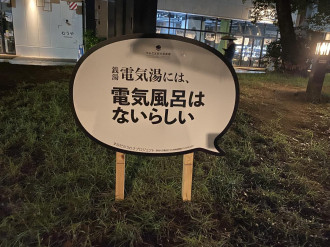 銭湯 電気湯には、
電気風呂は
ないらしい